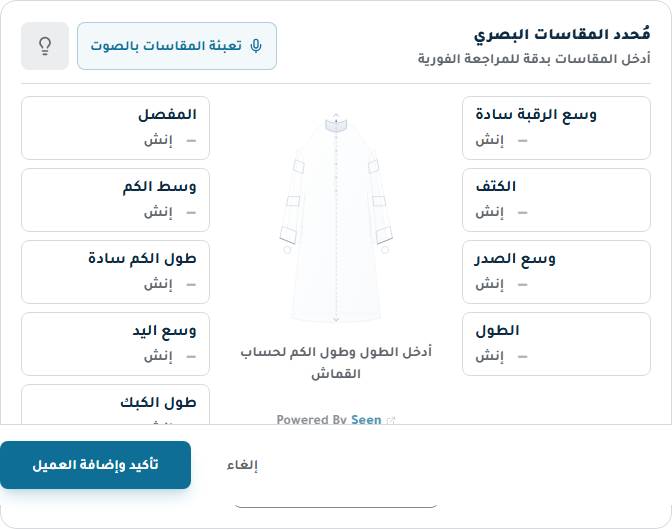 مُحدد المقاسات البصري
أدخل المقاسات بدقة للمراجعة الفورية
تعبئة المقاسات بالصوت
وسع الرقبة سادة
— إنش
الكتف
— إنش
وسع الصدر
— إنش
الطول
— إنش
أدخل الطول وطول الكم لحساب
القماش
Powered By Seen
المفصل
— إنش
وسط الكم
— إنش
طول الكم سادة
— إنش
وسع اليد
— إنش
طول الكبك
إلغاء
تأكيد وإضافة العميل